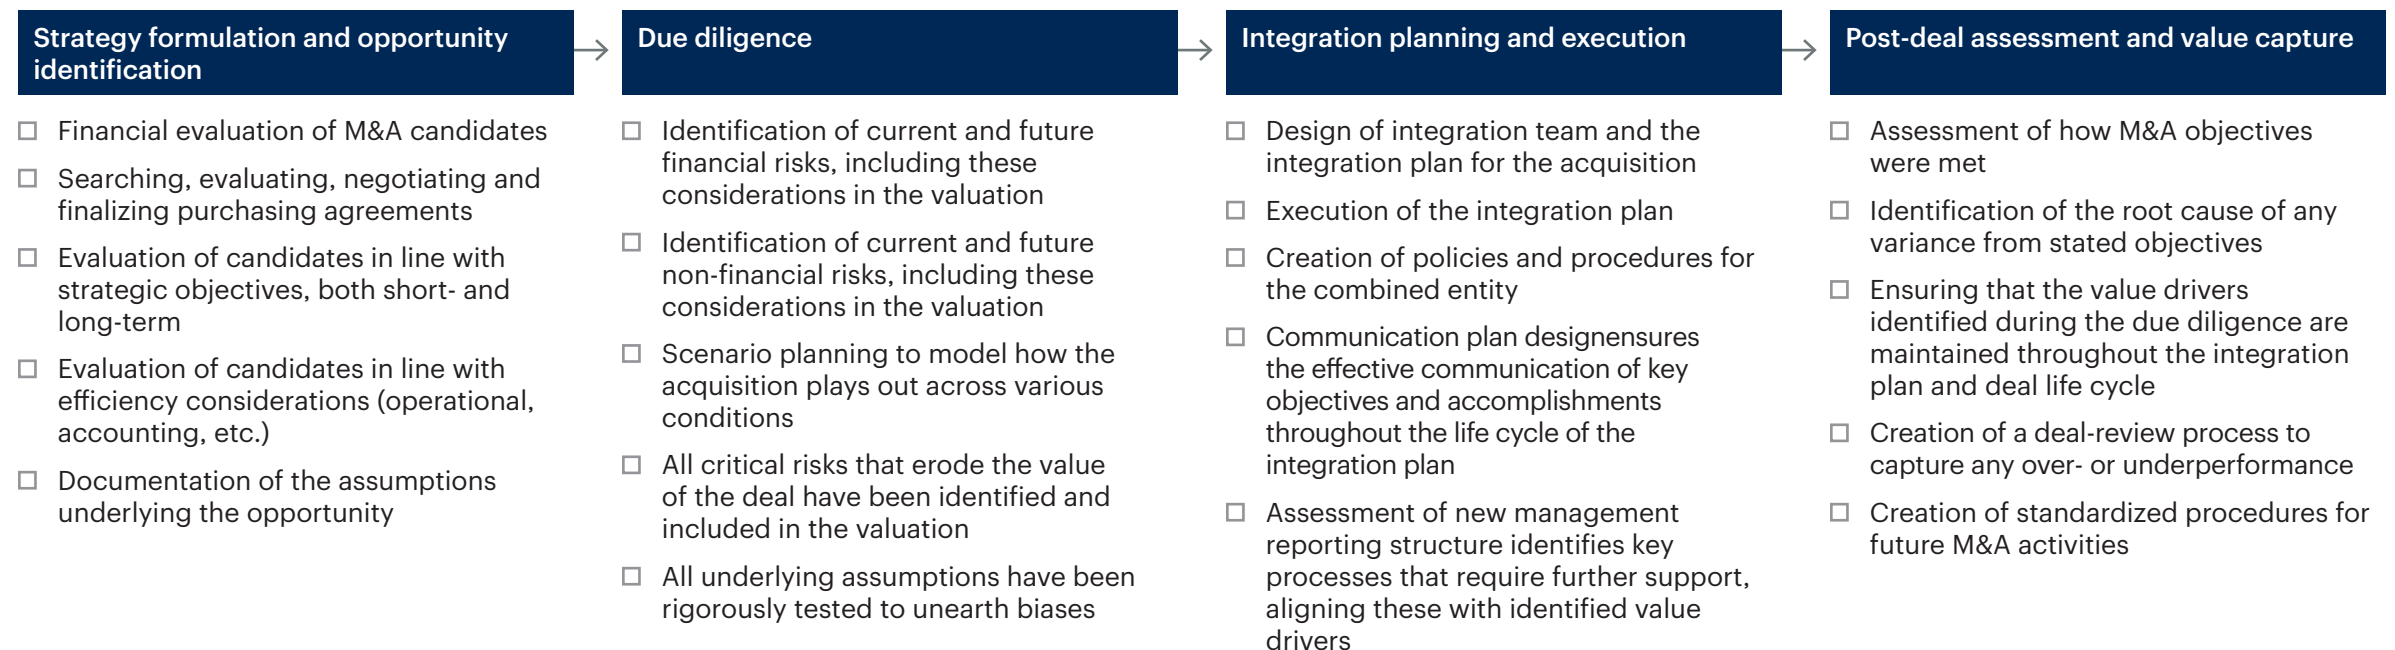 Strategy formulation and opportunity
identification
Financial evaluation of M&A candidates
Searching, evaluating, negotiating and
finalizing purchasing agreements
Evaluation of candidates in line with
strategic objectives, both short- and
long-term
Evaluation of candidates in line with
efficiency considerations (operational,
accounting, etc.)
Documentation of the assumptions
underlying the opportunity
Due diligence
Identification of current and future
financial risks, including these
considerations in the valuation
Identification of current and future
non-financial risks, including these
considerations in the valuation
Scenario planning to model how the
acquisition plays out across various
conditions
All critical risks that erode the value
of the deal have been identified and
included in the valuation
All underlying assumptions have been
rigorously tested to unearth biases
Integration planning and execution
Design of integration team and the
integration plan for the acquisition
Execution of the integration plan
Creation of policies and procedures for
the combined entity
Communication plan designensures
the effective communication of key
objectives and accomplishments
throughout the life cycle of the
integration plan
Assessment of new management
reporting structure identifies key
processes that require further support,
aligning these with identified value
drivers
Post-deal assessment and value capture
Assessment of how M&A objectives
were met
Identification of the root cause of any
variance from stated objectives
Ensuring that the value drivers
identified during the due diligence are
maintained throughout the integration
plan and deal life cycle
Creation of a deal-review process to
capture any over- or underperformance
Creation of standardized procedures for
future M&A activities